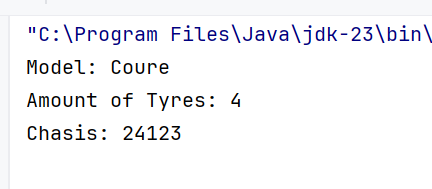 "C:\Program Files\Java\jdk-23\bin\
Model: Coure
Amount of Tyres: 4
Chasis: 24123